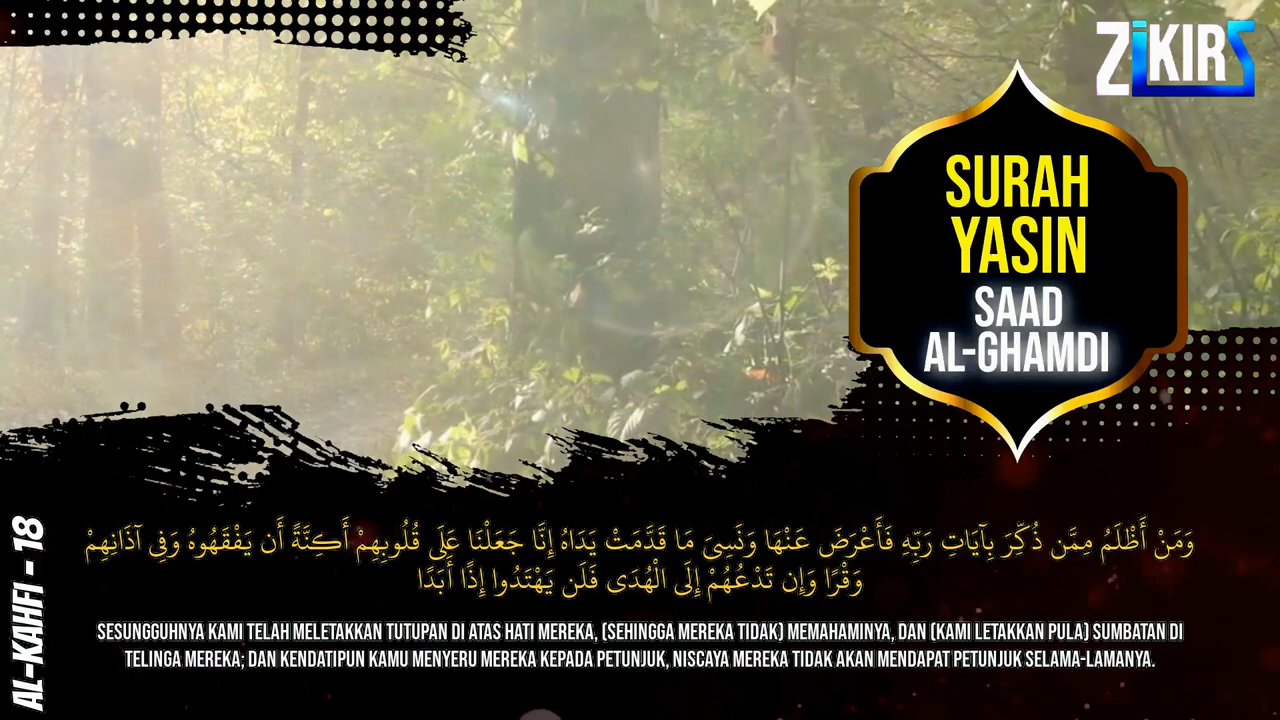 ZIKIRS
SURAH
YASIN
SAAD
AL-GHAMDI
وَمَنْ أَظْلَمُ مِمَّن ذُكِّرَ بِآيَاتِ رَبِّهِ فَأَعْرَضَ عَنْهَا وَنَسِيَ مَا قَدَّمَتْ يَدَاهُ إِنَّا جَعَلْنَا عَلَى قُلُوبِهِمْ أَكِنَّةً أَن يَفْقَهُوهُ وَفِي آذَانِهِمْ
وَقْرًا وَإِن تَدْعُهُمْ إِلَى الْهُدَى فَلَن يَهْتَدُوا إِذًا أَبَدًا
SESUNGGUHNYA KAMI TELAH MELETAKKAN TUTUPAN DI ATAS HATI MEREKA, (SEHINGGA MEREKA TIDAK) MEMAHAMINYA, DAN (KAMI LETAKKAN PULA) SUMBATAN DI
TELINGA MEREKA; DAN KENDATIPUN KAMU MENYERU MEREKA KEPADA PETUNJUK, NISCAYA MEREKA TIDAK AKAN MENDAPAT PETUNJUK SELAMA-LAMANYA.
AL-KAHFI - 18